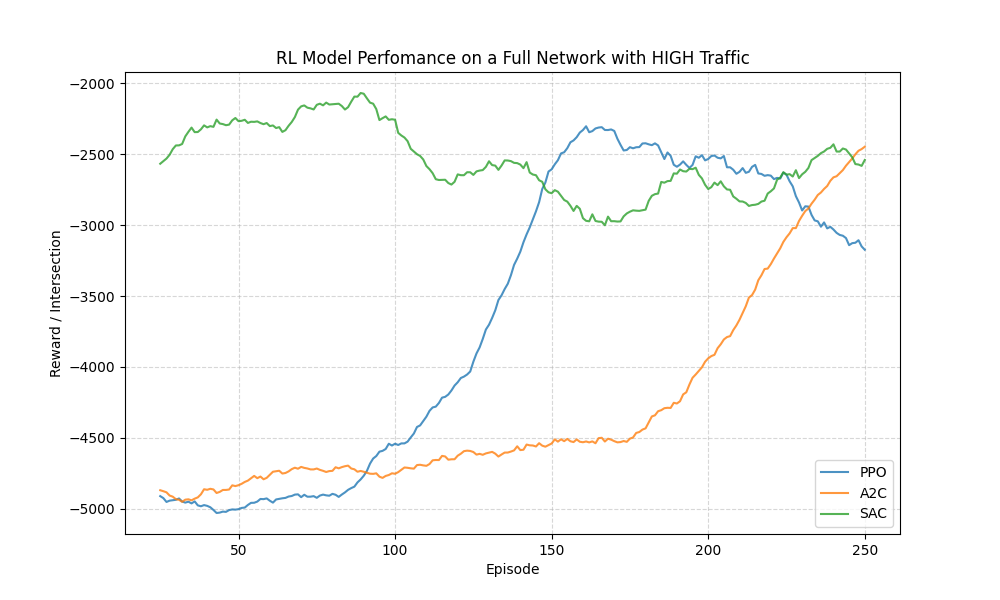 RL Model Perfomance on a Full Network with HIGH Traffic
Reward / Intersection
−2000
−2500
−3000
−3500
−4000
−4500
−5000
50
100
150
200
250
Episode
PPO
A2C
SAC